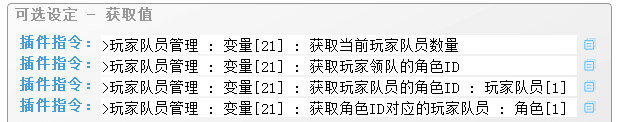 可选设定 - 获取值
插件指令： >玩家队员管理 : 变量[21] : 获取当前玩家队员数量
插件指令： >玩家队员管理 : 变量[21] : 获取玩家领队的角色ID
插件指令： >玩家队员管理 : 变量[21] : 获取玩家队员的角色ID : 玩家队员[1]
插件指令： >玩家队员管理 : 变量[21] : 获取角色ID对应的玩家队员 : 角色[1]